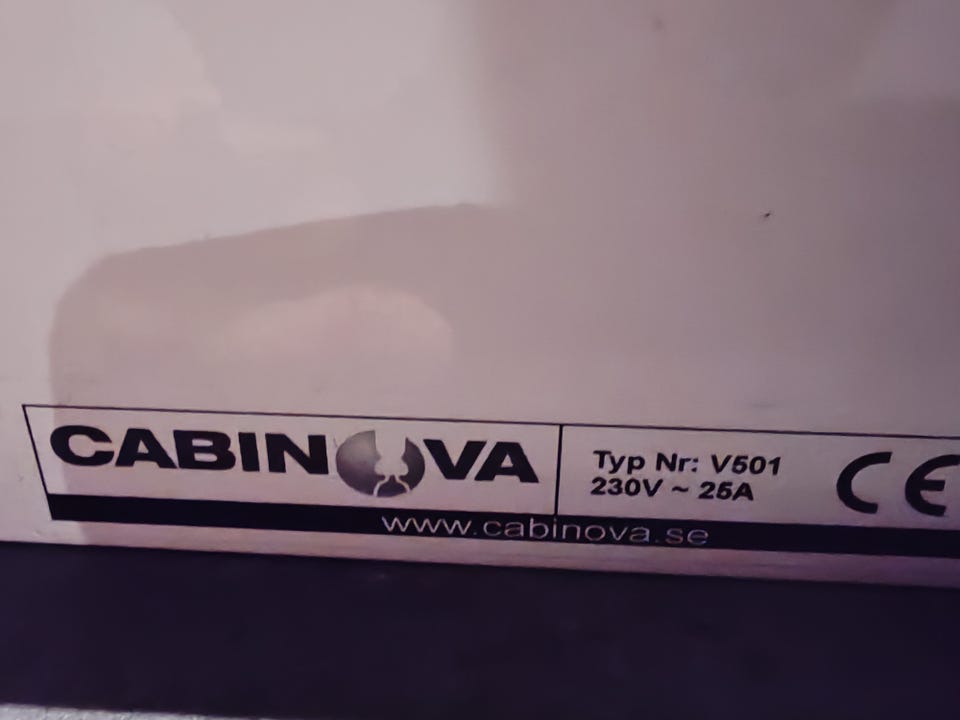 CABINOVA
Typ Nr: V501
230V ~ 25A
CE
www.cabinova.se